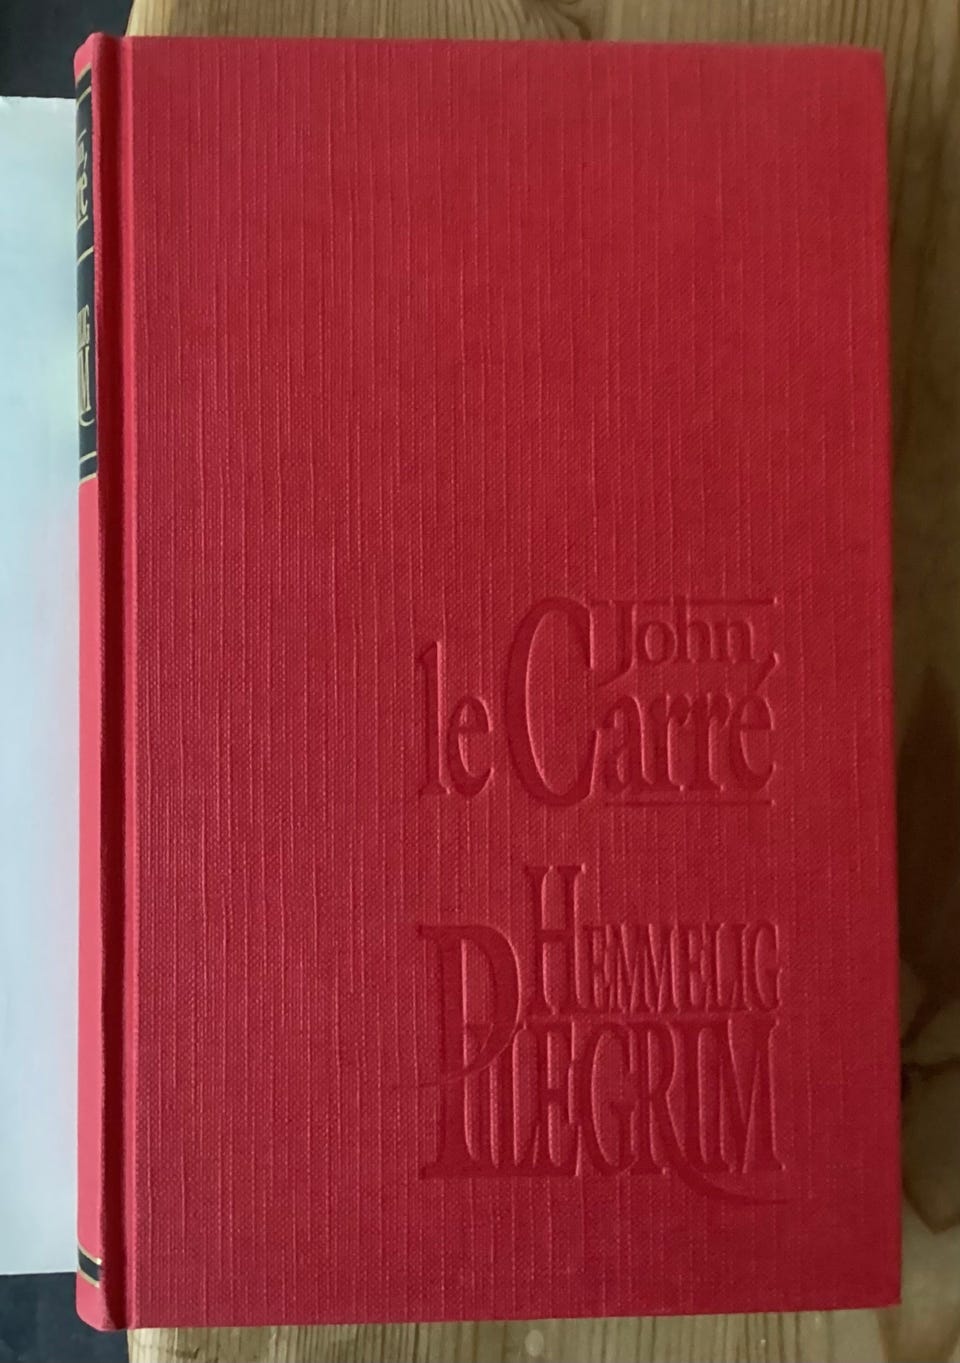 John
le Carré
HEMMELIG
PILEGRIM